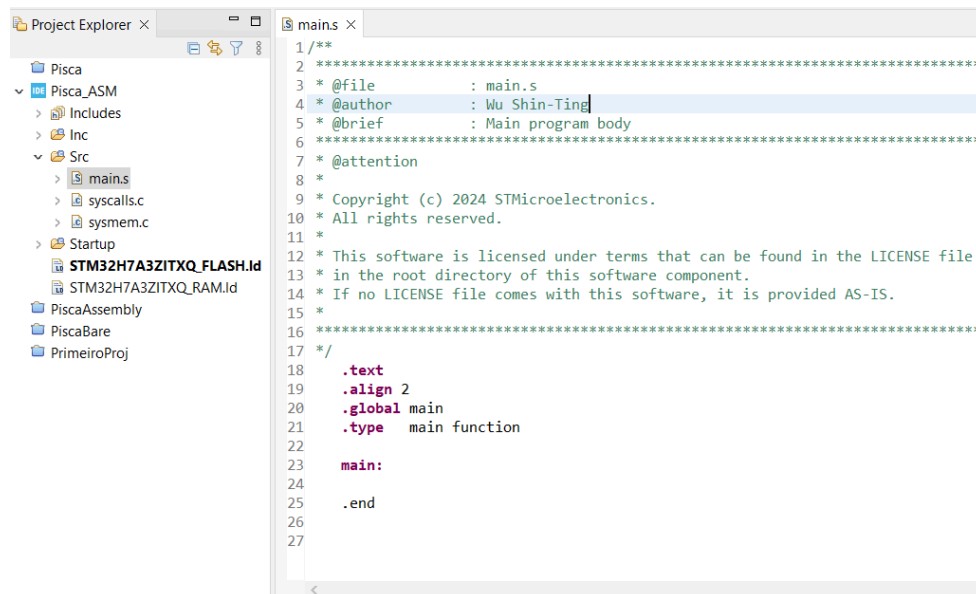 Project Explorer
main.s
Pisca
Pisca_ASM
Includes
Inc
Src
main.s
syscalls.c
sysmem.c
Startup
STM32H7A3ZITXQ_FLASH.ld
STM32H7A3ZITXQ_RAM.ld
PiscaAssembly
PiscaBare
PrimeiroProj
1 /**
2 ******************************************************************************
3 * @file : main.s
4 * @author : Wu Shin-Ting
5 * @brief : Main program body
6 ******************************************************************************
7 * @attention
8 *
9 * Copyright (c) 2024 STMicroelectronics.
10 * All rights reserved.
11 *
12 * This software is licensed under terms that can be found in the LICENSE file
13 * in the root directory of this software component.
14 * If no LICENSE file comes with this software, it is provided AS-IS.
15 *
16 ******************************************************************************
17 */
18 .text
19 .align 2
20 .global main
21 .type main function
22
23 main:
24
25 .end
26
27